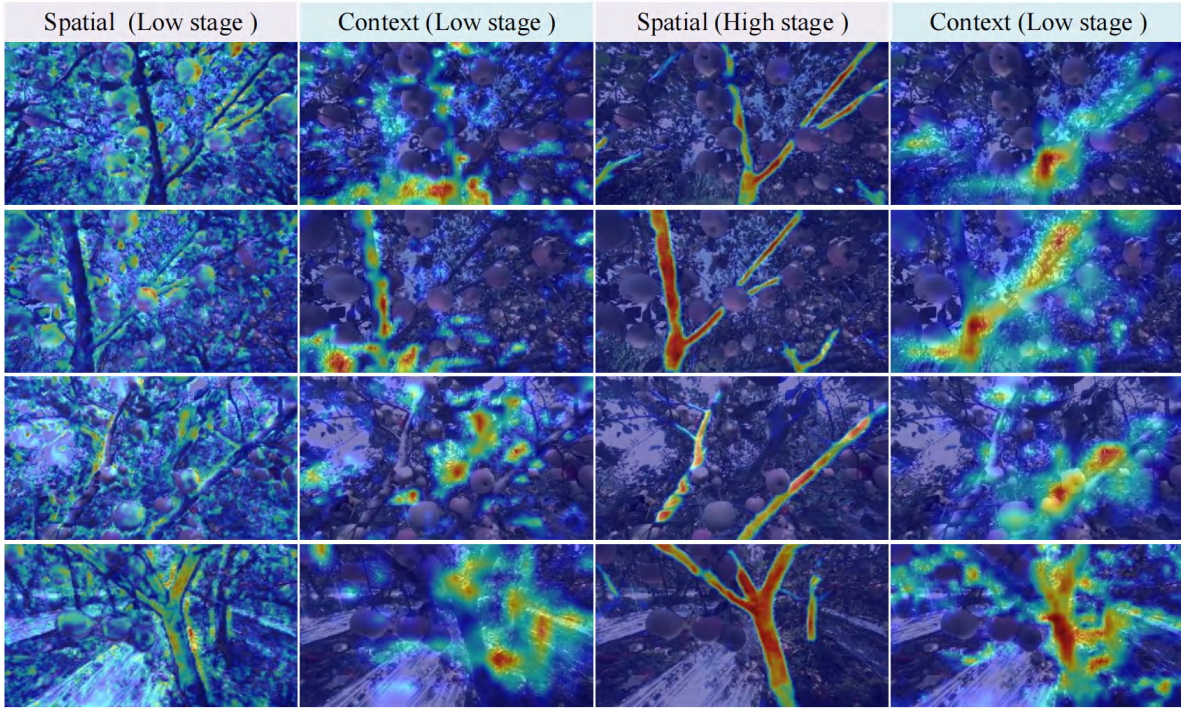 Spatial (Low stage )
Context (Low stage )
Spatial (High stage )
Context (Low stage )